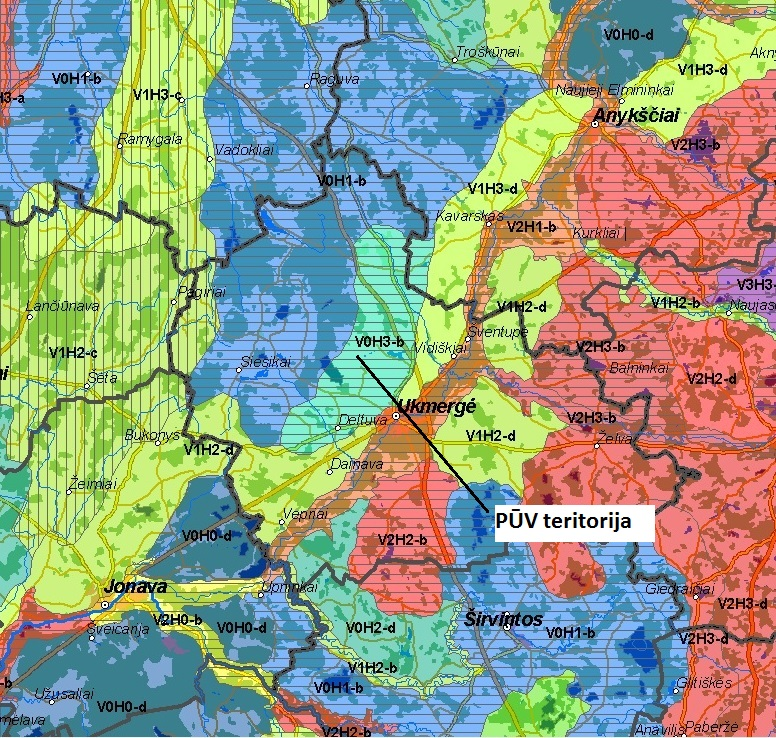 Troškūnai
V0H0-d
V1H3-d
V0H1-b
V1H3-c
Raguva
Naujieji Elmininkai
Anykščiai
H3-a
Ramygala
Vadokliai
V2H3-b
V0H1-b
V1H3-d
Kavarskas
V2H1-b
Kurkliai
Pagiriai
Lančiūnava
V1H2-d
V1H2-b
V3H3-
Naujas
V0H3-b
Vidiškiai
Šventupė
V2H3-b
Balninkai
V1H2-c
Siesikai
Šėta
V2H2-d
Ukmergė
Deltuva
V2H3-b
Bukonys
V1H2-d
V1H2-d
Želva
Dainava
Žeimiai
Vepriai
PŪV teritorija
V0H0-d
V2H2-b
Jonava
Upninkai
Giedraičiai
V2H3-d
V2H0-b
V0H0-d
V0H2-d
Širvintos
V0H1-b
V2H3-d
Sveicarija
V1H2-b
V0H1-b
Glitiškės
Užusaliai
V0H0-d
V2H2-b
Paberžė